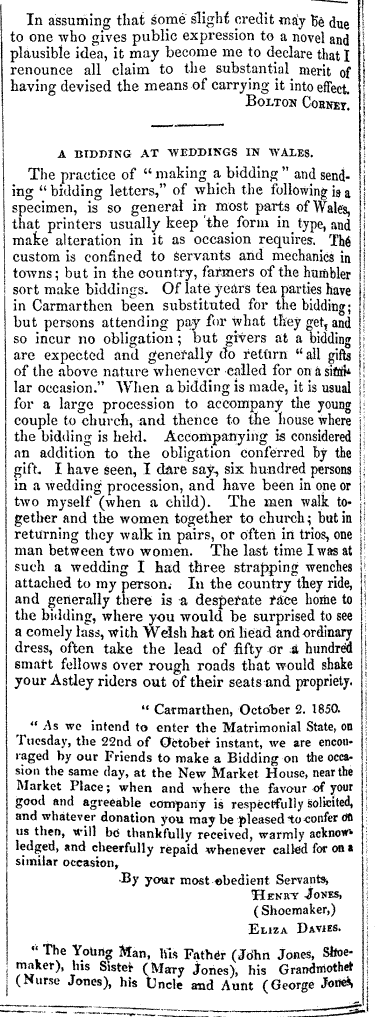 In assuming that some slight credit may be due
to one who gives public expression to a novel and
plausible idea, it may become me to declare that I
renounce all claim to the substantial merit of
having devised the means of carrying it into effect.
BOLTON CORNEY.
A BIDDING AT WEDDINGS IN WALES.
The practice of "making a bidding" and send-
ing "bidding letters," of which the following is a
specimen, is so general in most parts of Wales,
that printers usually keep the form in type, and
make alteration in it as occasion requires. The
custom is confined to servants and mechanics in
towns; but in the country, farmers of the humbler
sort make biddings. Of late years tea parties have
in Carmarthen been substituted for the bidding;
but persons attending pay for what they get, and
so incur no obligation; but givers at a bidding
are expected and generally do return "all gifts
of the above nature whenever called for on a simi-
lar occasion." When a bidding is made, it is usual
for a large procession to accompany the young
couple to church, and thence to the house where
the bidding is held. Accompanying is considered
an addition to the obligation conferred by the
gift. I have seen, I dare say, six hundred persons
in a wedding procession, and have been in one or
two myself (when a child). The men walk to-
gether and the women together to church; but in
returning they walk in pairs, or often in trios, one
man between two women. The last time I was at
such a wedding I had three strapping wenches
attached to my person. In the country they ride,
and generally there is a desperate race home to
the bidding, where you would be surprised to see
a comely lass, with Welsh hat on head and ordinary
dress, often take the lead of fifty or a hundred
smart fellows over rough roads that would shake
your Astley riders out of their seats and propriety.
"Carmarthen, October 2. 1850.
"As we intend to enter the Matrimonial State, on
Tuesday, the 22nd of October instant, we are encou-
raged by our Friends to make a Bidding on the occa-
sion the same day, at the New Market House, near the
Market Place; when and where the favour of your
good and agreeable company is respectfully solicited,
and whatever donation you may be pleased to confer on
us then, will be thankfully received, warmly acknow-
ledged, and cheerfully repaid whenever called for on a
similar occasion,
By your most obedient Servants,
HENRY JONES,
(Shoemaker,)
ELIZA DAVIES.
"The Young Man, his Father (John Jones, Shoe-
maker), his Sister (Mary Jones), his Grandmother
(Nurse Jones), his Uncle and Aunt (George Jones,